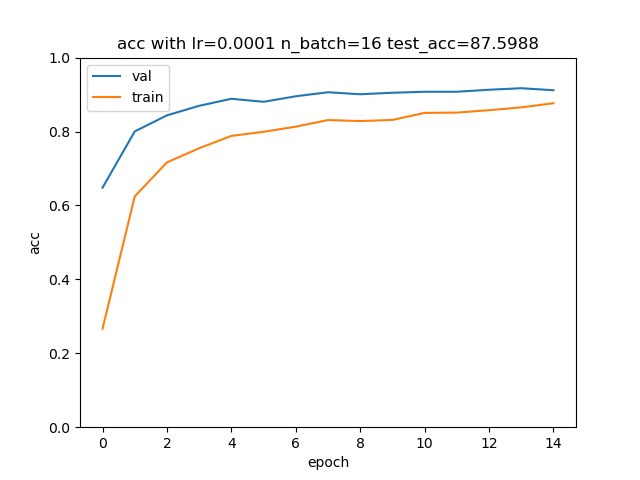 acc with lr=0.0001 n_batch=16 test_acc=87.5988
val
train
1.0
0.8
0.6
0.4
0.2
0.0
acc
0 2 4 6 8 10 12 14
epoch